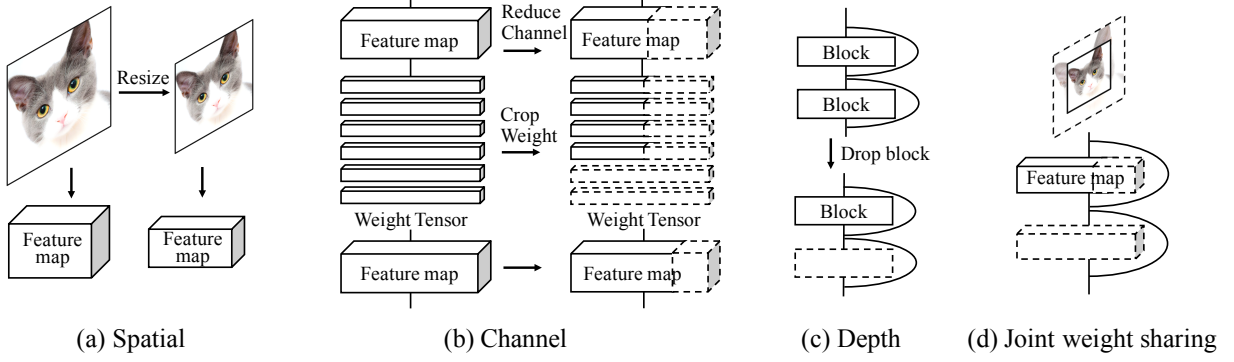 Resize
Feature
map
Feature
map
(a) Spatial
Reduce
Channel
Feature map
Feature map
Crop
Weight
Weight Tensor
Weight Tensor
Feature map
Feature map
(b) Channel
Block
Block
Drop block
Block
(c) Depth
Feature map
(d) Joint weight sharing